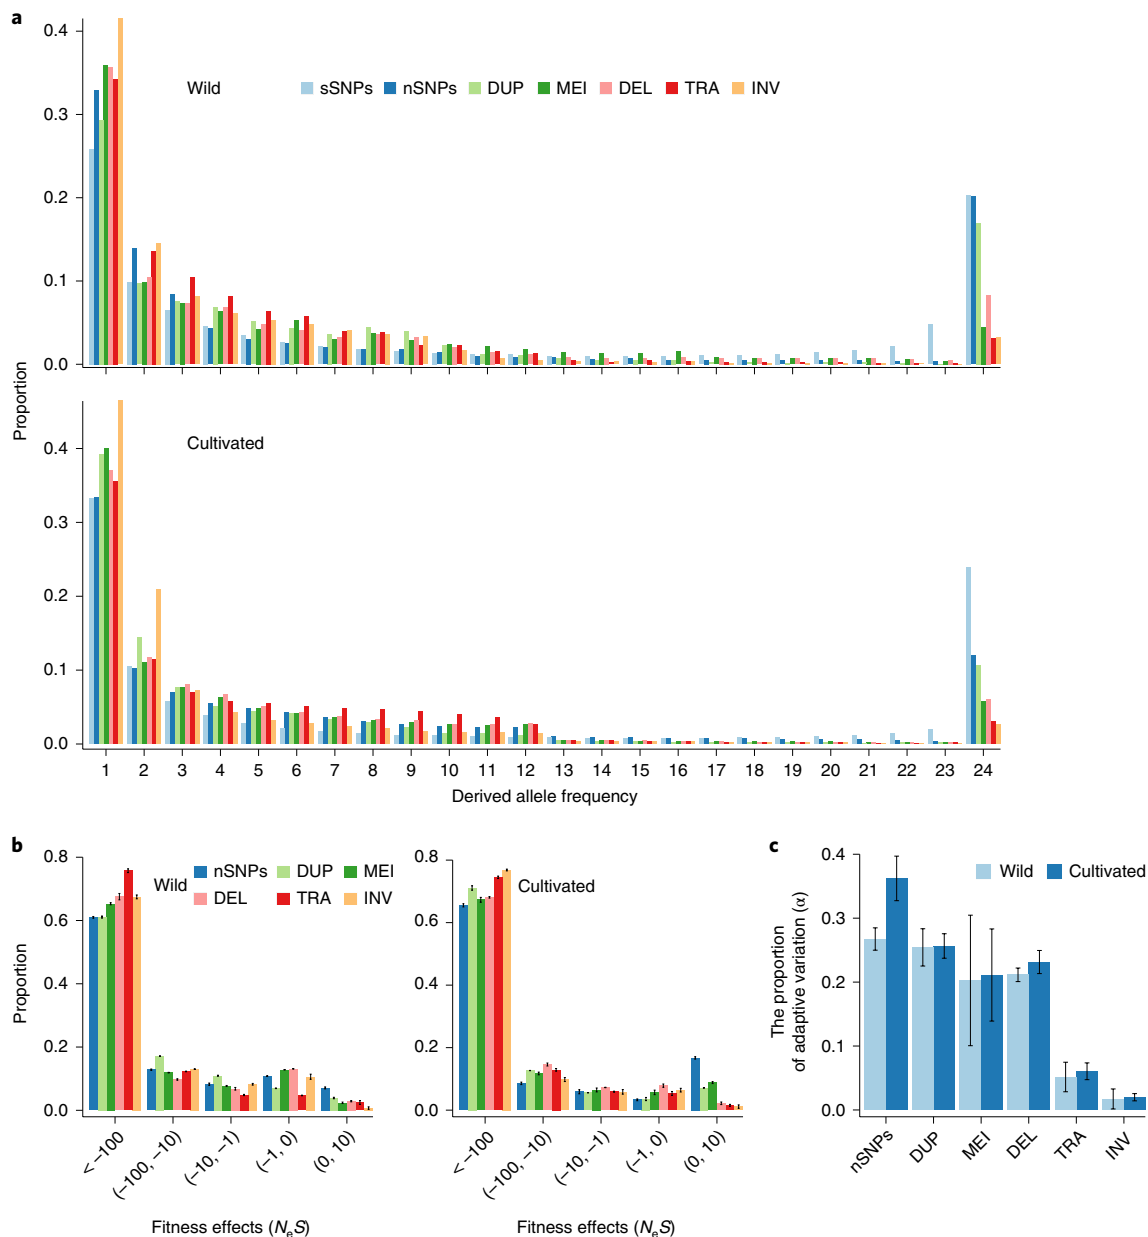 a
0.4
Wild
sSNPs nSNPs DUP MEI DEL TRA INV
0.3
0.2
0.1
0.0
Proportion
Cultivated
0.4
0.3
0.2
0.1
0.0
1 2 3 4 5 6 7 8 9 10 11 12 13 14 15 16 17 18 19 20 21 22 23 24
Derived allele frequency
b
0.8
Wild
nSNPs DUP MEI
DEL TRA INV
0.6
0.4
0.2
0.0
Proportion
< −100 (−100, −10) (−10, −1) (−1, 0) (0, 10)
Fitness effects (NeS)
0.8
Cultivated
0.6
0.4
0.2
0.0
< −100 (−100, −10) (−10, −1) (−1, 0) (0, 10)
Fitness effects (NeS)
c
0.4
Wild Cultivated
0.3
0.2
0.1
0.0
The proportion
of adaptive variation (α)
nSNPs DUP MEI DEL TRA INV